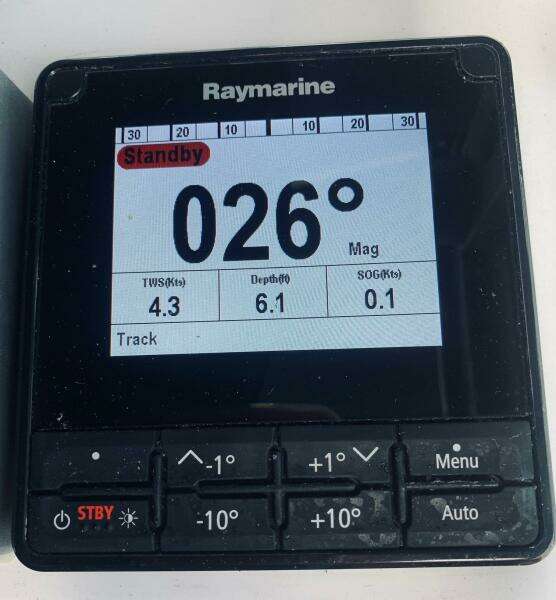 Raymarine
30 20 10 10 20 30
Standby
026°
Mag
TWS(Kts) Depth(ft) SOG(Kts)
4.3 6.1 0.1
Track
-1° +1° Menu
STBY -10° +10° Auto